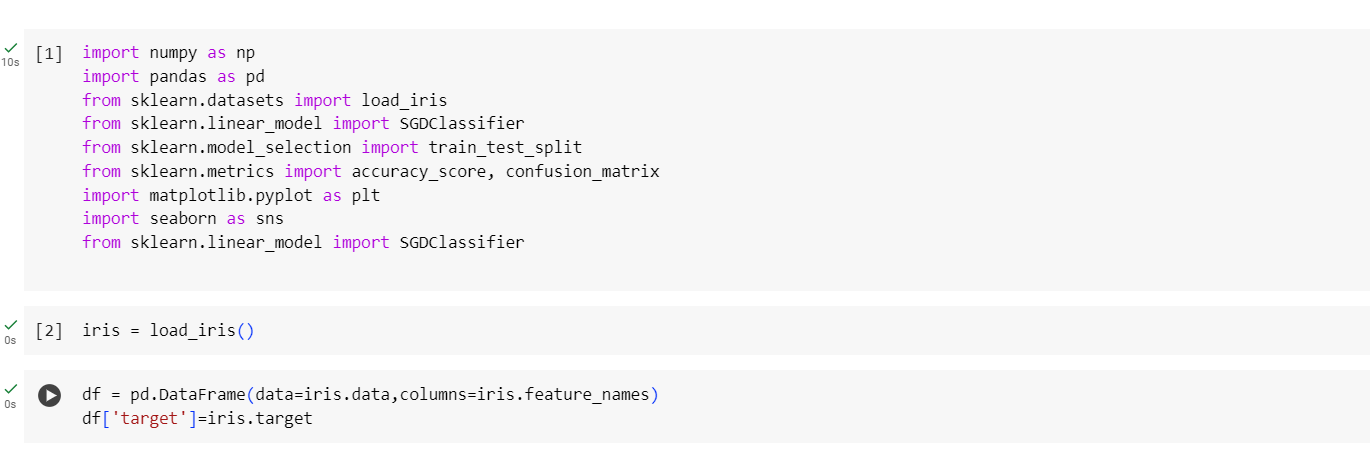 [1] import numpy as np
10s
import pandas as pd
from sklearn.datasets import load_iris
from sklearn.linear_model import SGDClassifier
from sklearn.model_selection import train_test_split
from sklearn.metrics import accuracy_score, confusion_matrix
import matplotlib.pyplot as plt
import seaborn as sns
from sklearn.linear_model import SGDClassifier
[2] iris = load_iris()
0s
df = pd.DataFrame(data=iris.data,columns=iris.feature_names)
0s
df['target']=iris.target